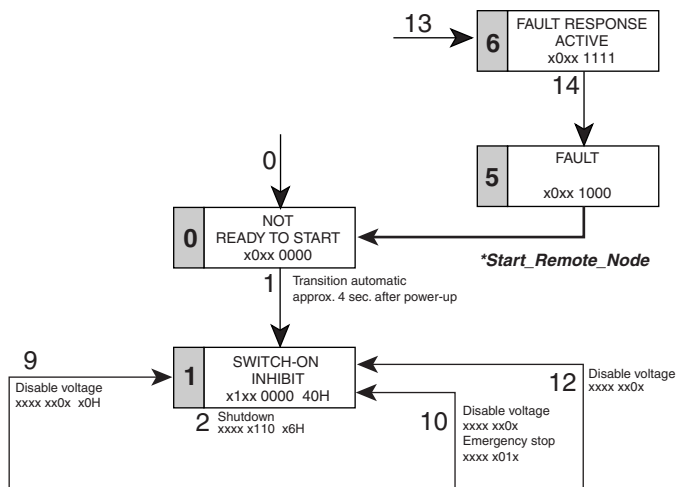 13
6
FAULT RESPONSE
ACTIVE
x0xx 1111
14
5
FAULT
x0xx 1000
0
0
NOT
READY TO START
x0xx 0000
*Start_Remote_Node
1
Transition automatic
approx. 4 sec. after power-up
9
Disable voltage
xxxx xx0x x0H
1
SWITCH-ON
INHIBIT
x1xx 0000 40H
2
Shutdown
xxxx x110 x6H
12
Disable voltage
xxxx xx0x
10
Disable voltage
xxxx xx0x
Emergency stop
xxxx x01x